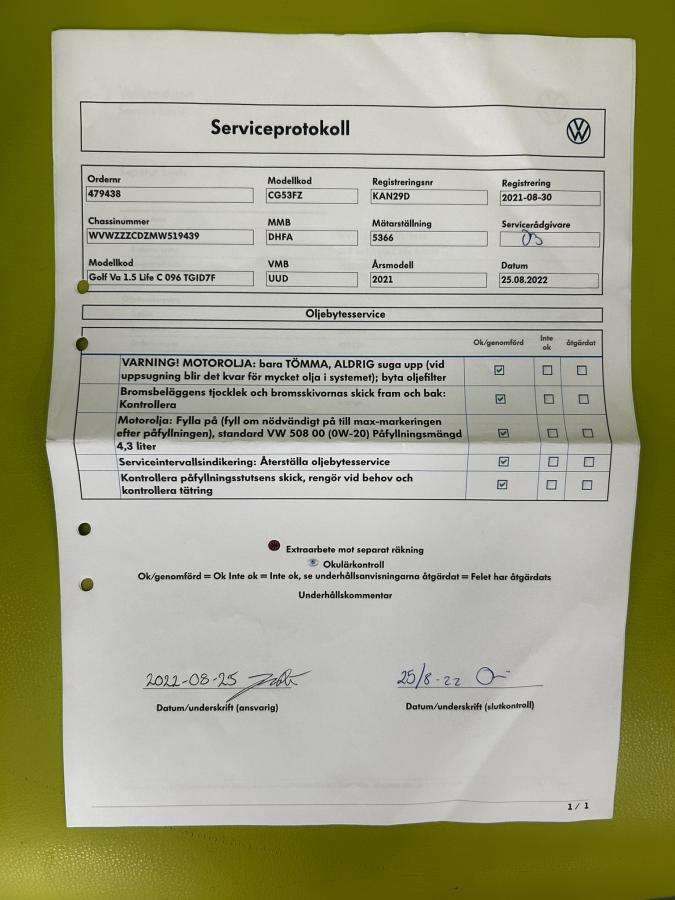 Serviceprotokoll
Ordernr Modellkod Registreringsnr Registrering
479438 CG53FZ KAN29D 2021-08-30
Chassinummer MMB Mätarställning Servicerådgivare
WVWZZZCDZMW519439 DHFA 5366
Modellkod VMB Årsmodell Datum
Golf Va 1.5 Life C 096 TGID7F UUD 2021 25.08.2022
Oljebytesservice
Ok/genomförd Inte ok åtgärdat
VARNING! MOTOROLJA: bara TÖMMA, ALDRIG suga upp (vid
uppsugning blir det kvar för mycket olja i systemet); byta oljefilter
Bromsbeläggens tjocklek och bromsskivornas skick fram och bak:
Kontrollera
Motorolja: Fylla på (fyll om nödvändigt på till max-markeringen
efter påfyllningen), standard VW 508 00 (0W-20) Påfyllningsmängd
4,3 liter
Serviceintervallsindikering: Återställa oljebytesservice
Kontrollera påfyllningsstutsens skick, rengör vid behov och
kontrollera tätring
Extraarbete mot separat räkning
Okulärkontroll
Ok/genomförd = Ok Inte ok = Inte ok, se underhållsanvisningarna åtgärdat = Felet har åtgärdats
Underhållskommentar
2022-08-25 25/8-22
Datum/underskrift (ansvarig) Datum/underskrift (slutkontroll)
1 / 1